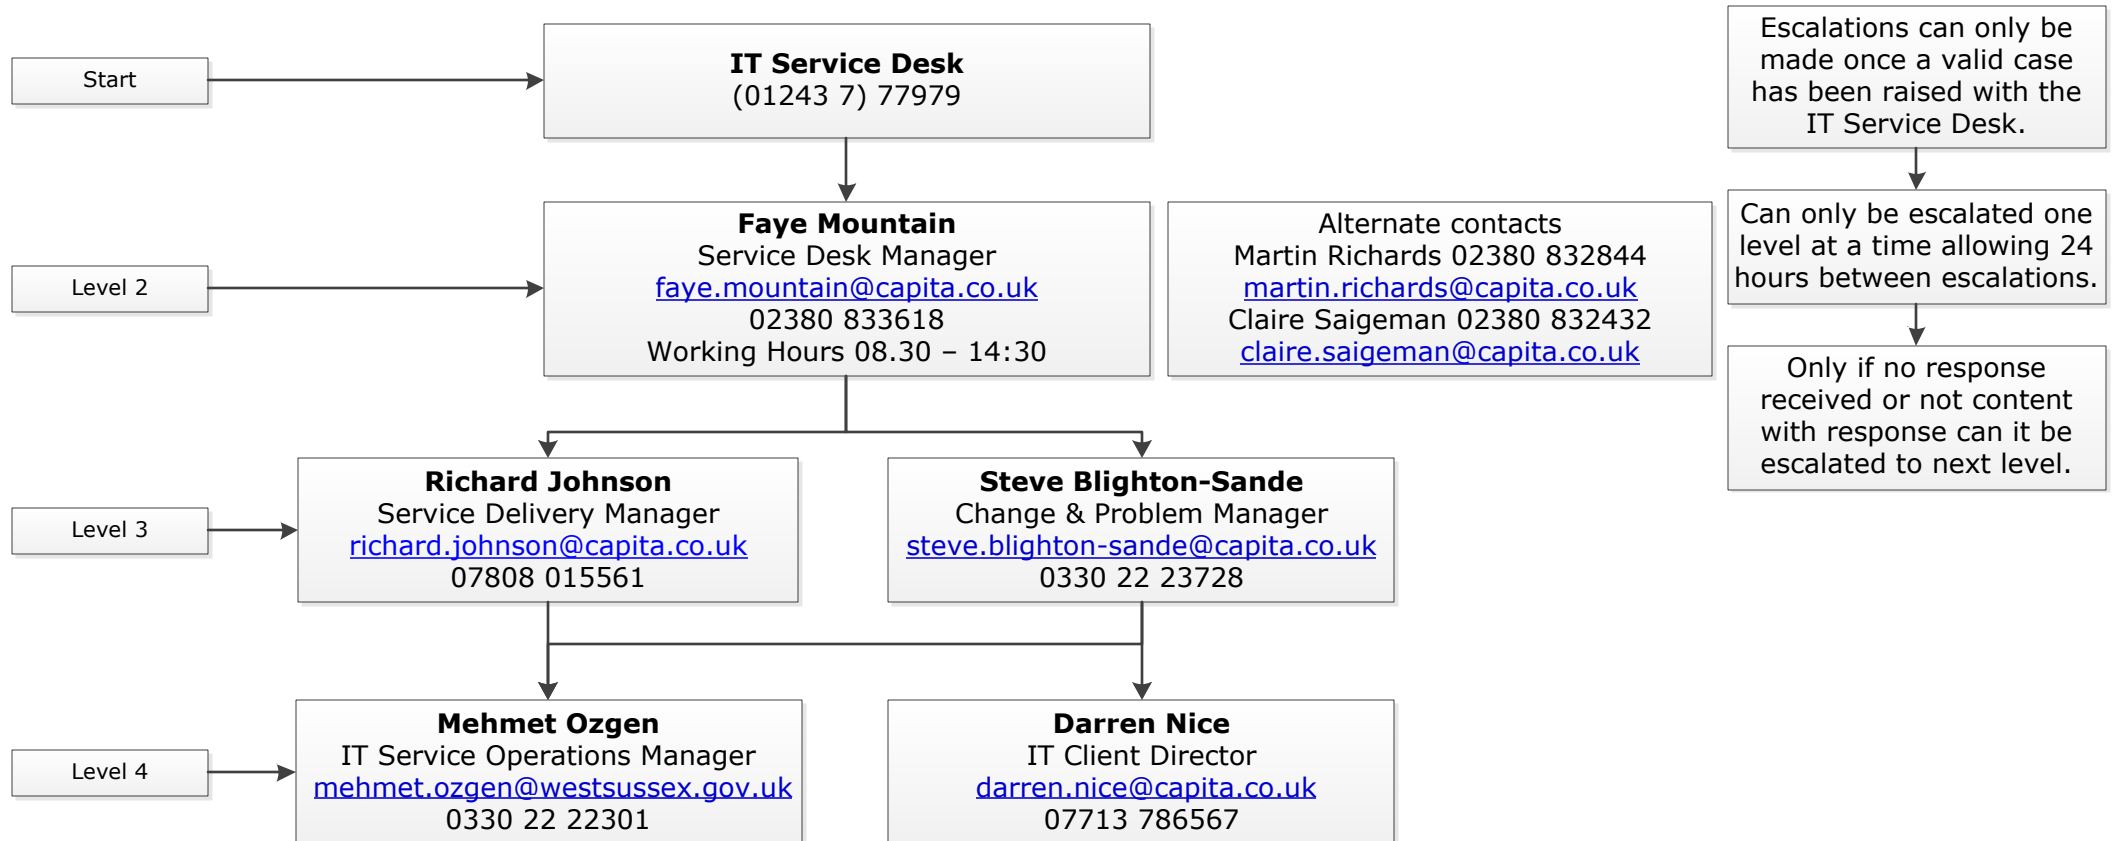 Start
IT Service Desk
(01243 7) 77979
Level 2
Faye Mountain
Service Desk Manager
faye.mountain@capita.co.uk
02380 833618
Working Hours 08.30 – 14:30
Alternate contacts
Martin Richards 02380 832844
martin.richards@capita.co.uk
Claire Saigeman 02380 832432
claire.saigeman@capita.co.uk
Level 3
Richard Johnson
Service Delivery Manager
richard.johnson@capita.co.uk
07808 015561
Steve Blighton-Sande
Change & Problem Manager
steve.blighton-sande@capita.co.uk
0330 22 23728
Level 4
Mehmet Ozgen
IT Service Operations Manager
mehmet.ozgen@westsussex.gov.uk
0330 22 22301
Darren Nice
IT Client Director
darren.nice@capita.co.uk
07713 786567
Escalations can only be
made once a valid case
has been raised with the
IT Service Desk.
Can only be escalated one
level at a time allowing 24
hours between escalations.
Only if no response
received or not content
with response can it be
escalated to next level.